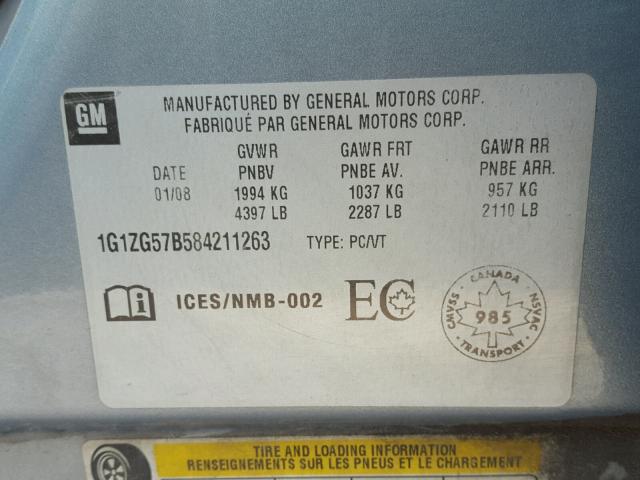 GM
MANUFACTURED BY GENERAL MOTORS CORP.
FABRIQUÉ PAR GENERAL MOTORS CORP.
GVWR GAWR FRT GAWR RR
DATE PNBV PNBE AV. PNBE ARR.
01/08 1994 KG 1037 KG 957 KG
4397 LB 2287 LB 2110 LB
1G1ZG57B584211263 TYPE: PC/VT
i ICES/NMB-002 EC
CANADA
CMVSS 985 NSVAC
TRANSPORT
TIRE AND LOADING INFORMATION
RENSEIGNEMENTS SUR LES PNEUS ET LE CHARGEMENT